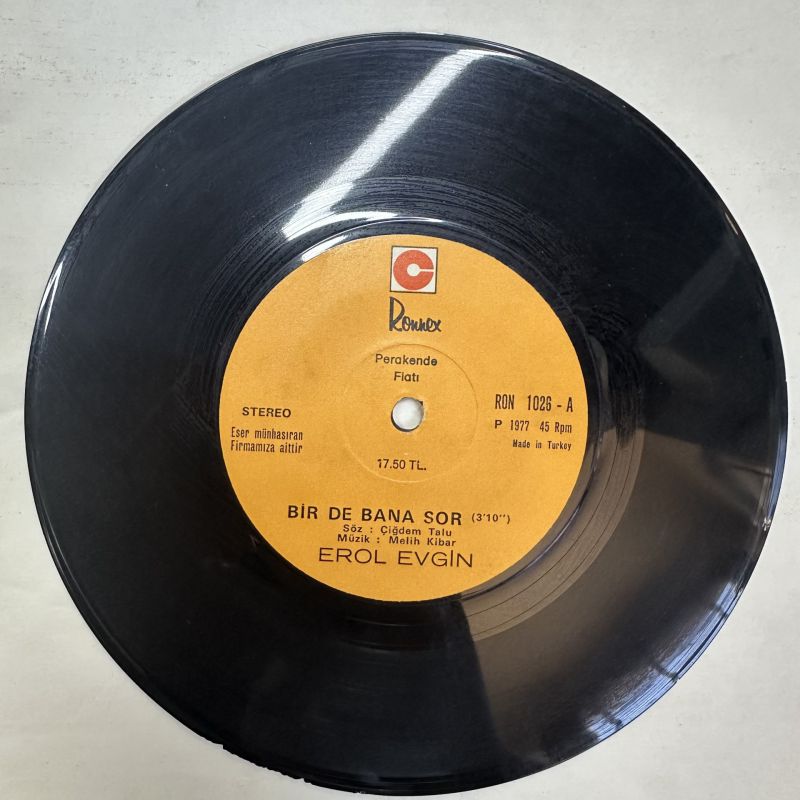 Ronnex
Perakende
Fiatı
STEREO
RON 1026 - A
Eser münhasıran
P 1977 45 Rpm
Firmamıza aittir
Made in Turkey
17.50 TL.
BİR DE BANA SOR (3'10'')
Söz : Çiğdem Talu
Müzik : Melih Kibar
EROL EVGİN